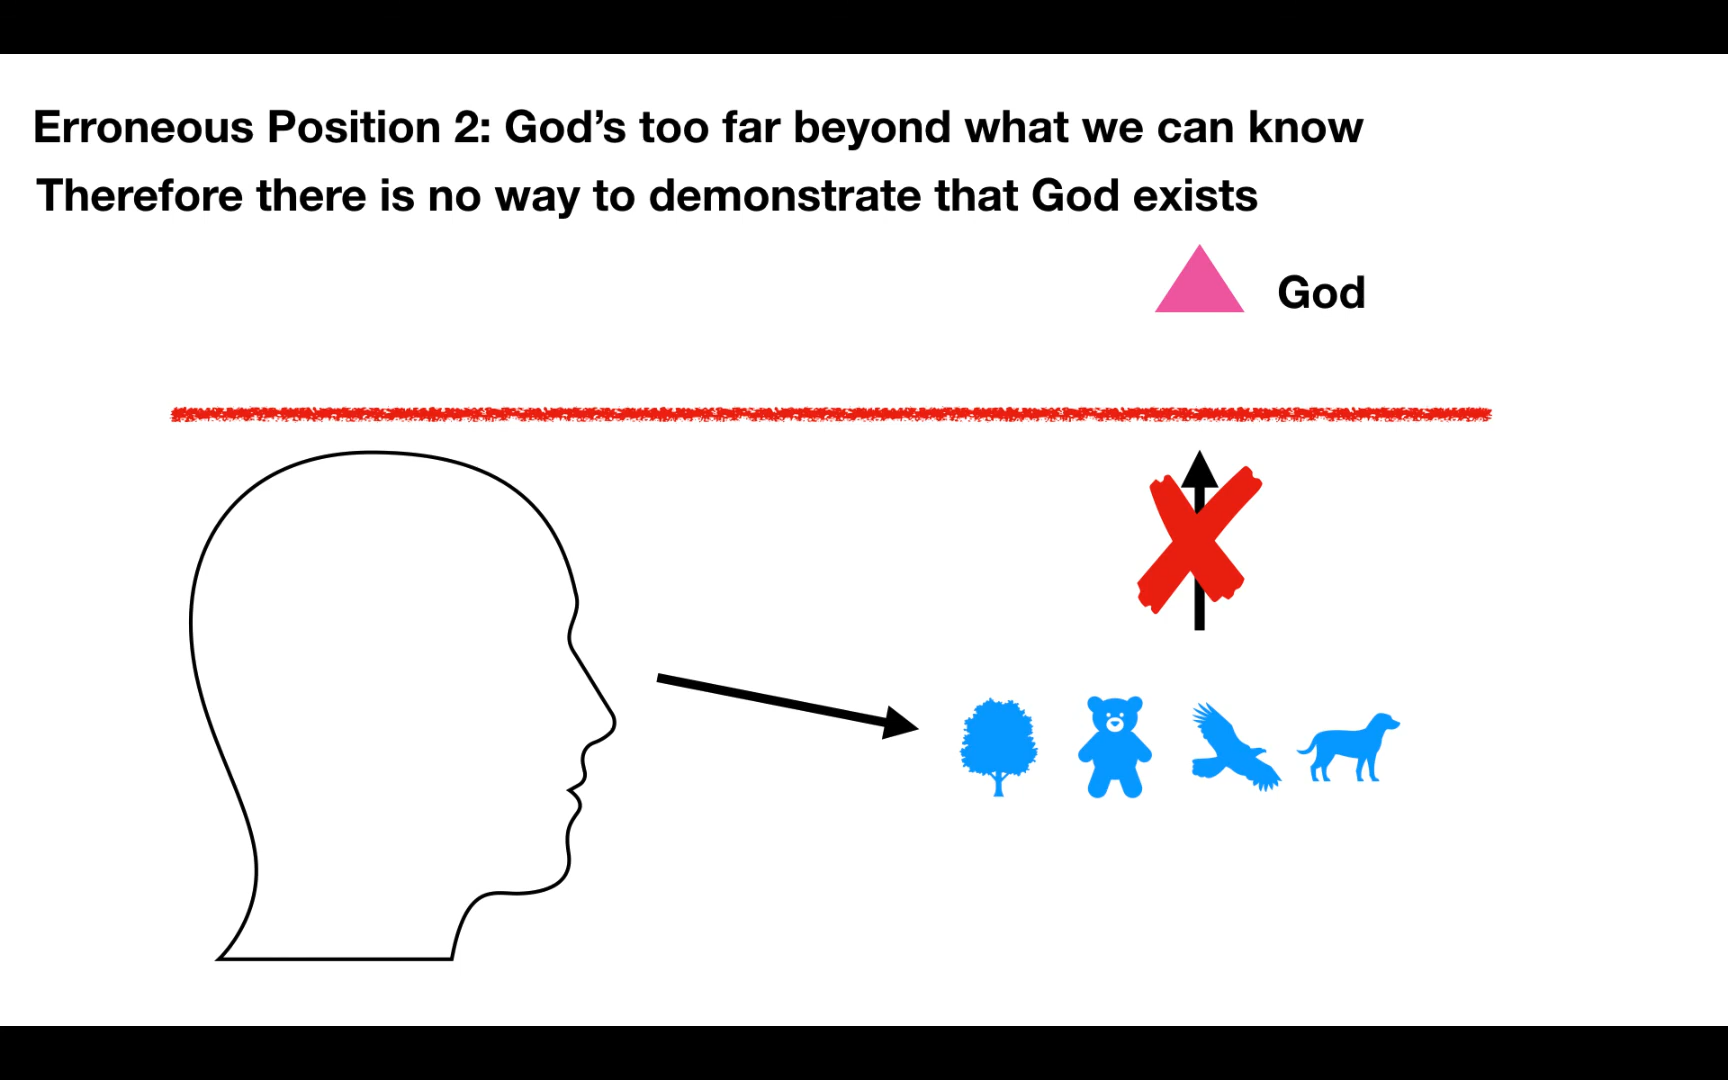 Erroneous Position 2: God’s too far beyond what we can know
Therefore there is no way to demonstrate that God exists
God